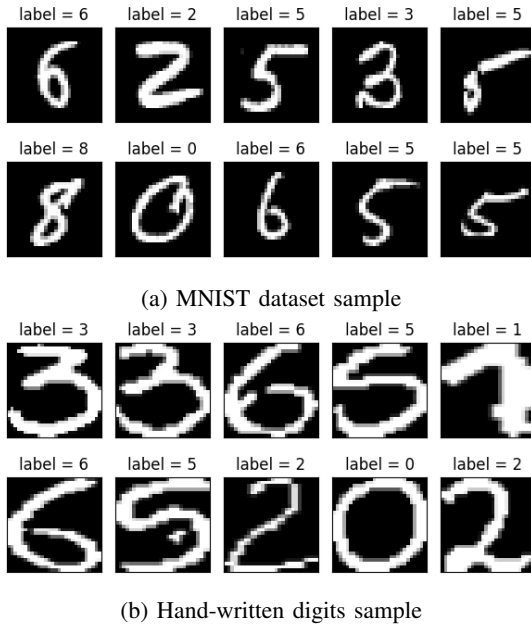 label = 6 label = 2 label = 5 label = 3 label = 5
6 2 5 3 5
label = 8 label = 0 label = 6 label = 5 label = 5
8 0 6 5 5
(a) MNIST dataset sample
label = 3 label = 3 label = 6 label = 5 label = 1
3 3 6 5 1
label = 6 label = 5 label = 2 label = 0 label = 2
6 5 2 0 2
(b) Hand-written digits sample